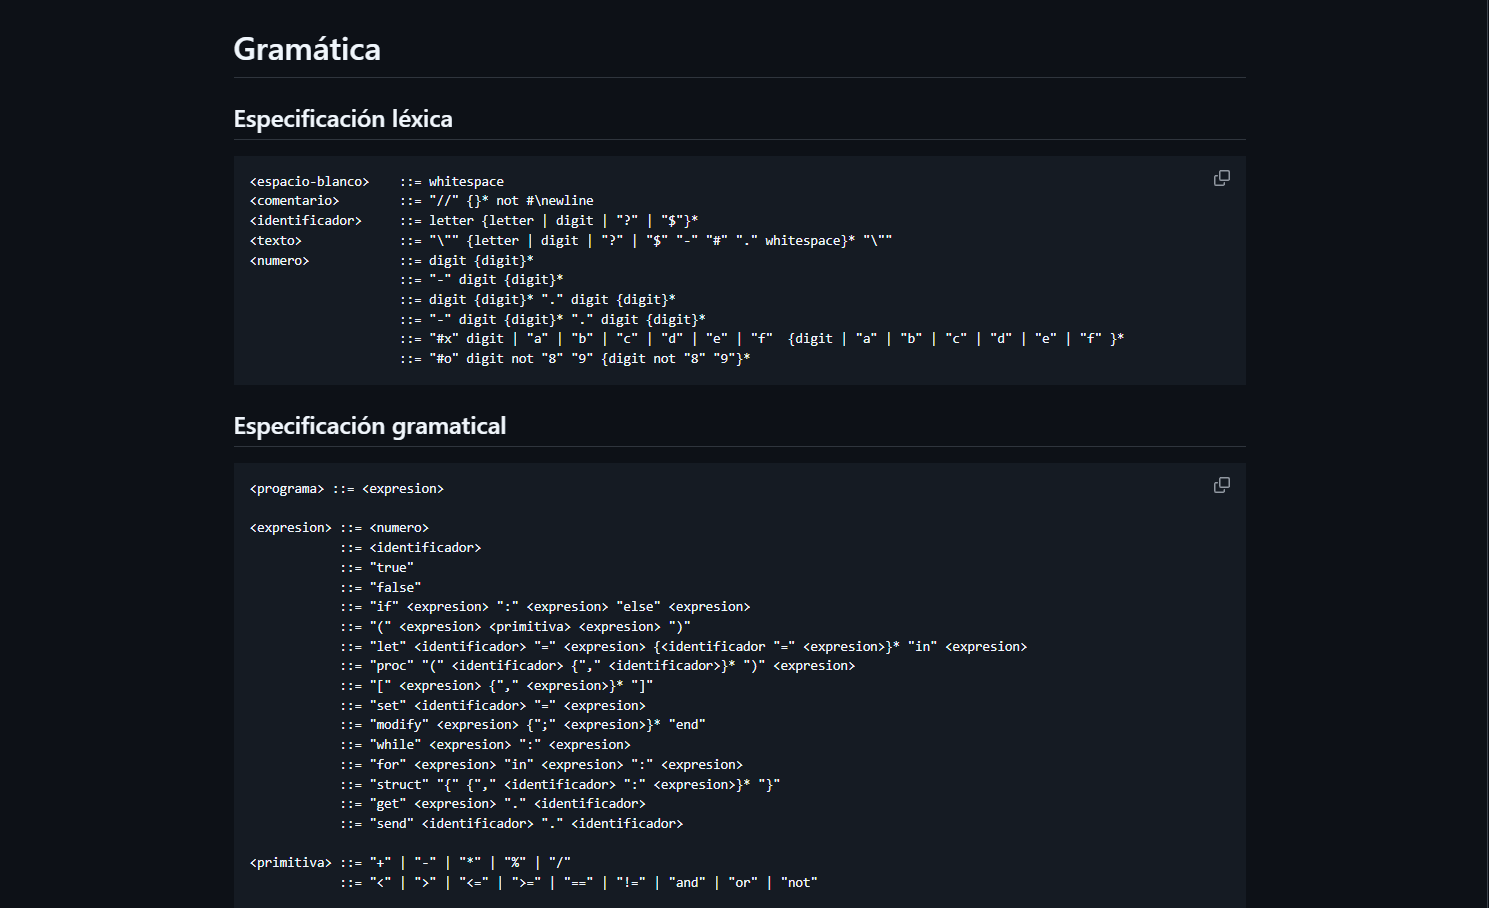 Gramática
Especificación léxica
<espacio-blanco>    ::= whitespace
<comentario>        ::= "//" {}* not #\newline
<identificador>     ::= letter {letter | digit | "?" | "$"}*
<texto>             ::= "\"" {letter | digit | "?" | "$" "-" "#" "." whitespace}* "\""
<numero>            ::= digit {digit}*
                    ::= "-" digit {digit}*
                    ::= digit {digit}* "." digit {digit}*
                    ::= "-" digit {digit}* "." digit {digit}*
                    ::= "#x" digit | "a" | "b" | "c" | "d" | "e" | "f"  {digit | "a" | "b" | "c" | "d" | "e" | "f" }*
                    ::= "#o" digit not "8" "9" {digit not "8" "9"}*
Especificación gramatical
<programa> ::= <expresion>
<expresion> ::= <numero>
            ::= <identificador>
            ::= "true"
            ::= "false"
            ::= "if" <expresion> ":" <expresion> "else" <expresion>
            ::= "(" <expresion> <primitiva> <expresion> ")"
            ::= "let" <identificador> "=" <expresion> {<identificador "=" <expresion>}* "in" <expresion>
            ::= "proc" "(" <identificador> {"," <identificador>}* ")" <expresion>
            ::= "[" <expresion> {"," <expresion>}* "]"
            ::= "set" <identificador> "=" <expresion>
            ::= "modify" <expresion> {";" <expresion>}* "end"
            ::= "while" <expresion> ":" <expresion>
            ::= "for" <expresion> "in" <expresion> ":" <expresion>
            ::= "struct" "{" {"," <identificador> ":" <expresion>}* "}"
            ::= "get" <expresion> "." <identificador>
            ::= "send" <identificador> "." <identificador>
<primitiva> ::= "+" | "-" | "*" | "%" | "/"
            ::= "<" | ">" | "<=" | ">=" | "==" | "!=" | "and" | "or" | "not"